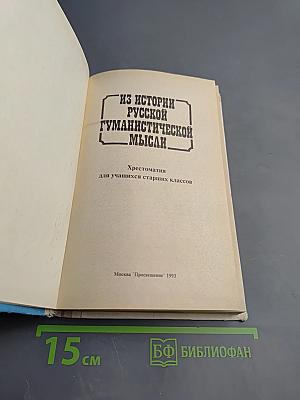 ИЗ ИСТОРИИ
РУССКОЙ
ГУМАНИСТИЧЕСКОЙ
МЫСЛИ
Хрестоматия
для учащихся старших классов
Москва "Просвещение" 1993
15 см
БФ БИБЛИОФАН